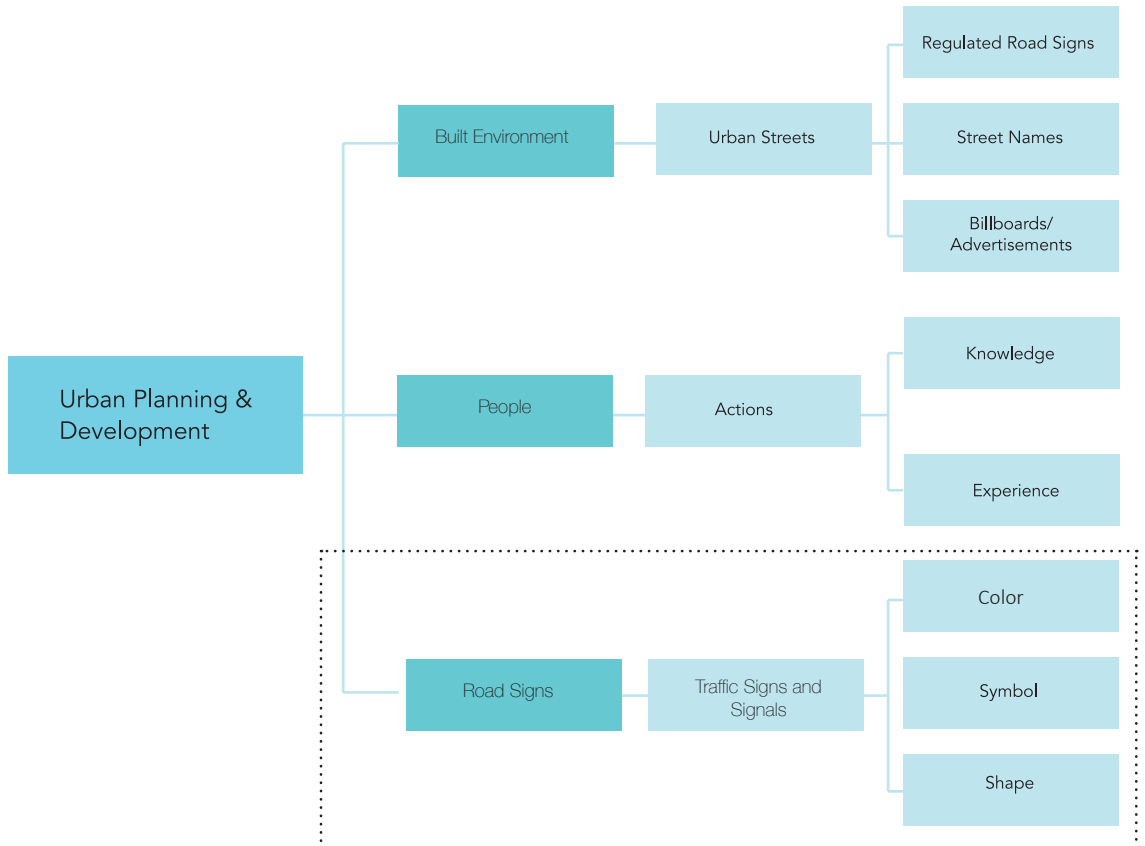 Regulated Road Signs
Built Environment
Urban Streets
Street Names
Billboards/
Advertisements
Urban Planning &
Development
People
Actions
Knowledge
Experience
Road Signs
Traffic Signs and
Signals
Color
Symbol
Shape